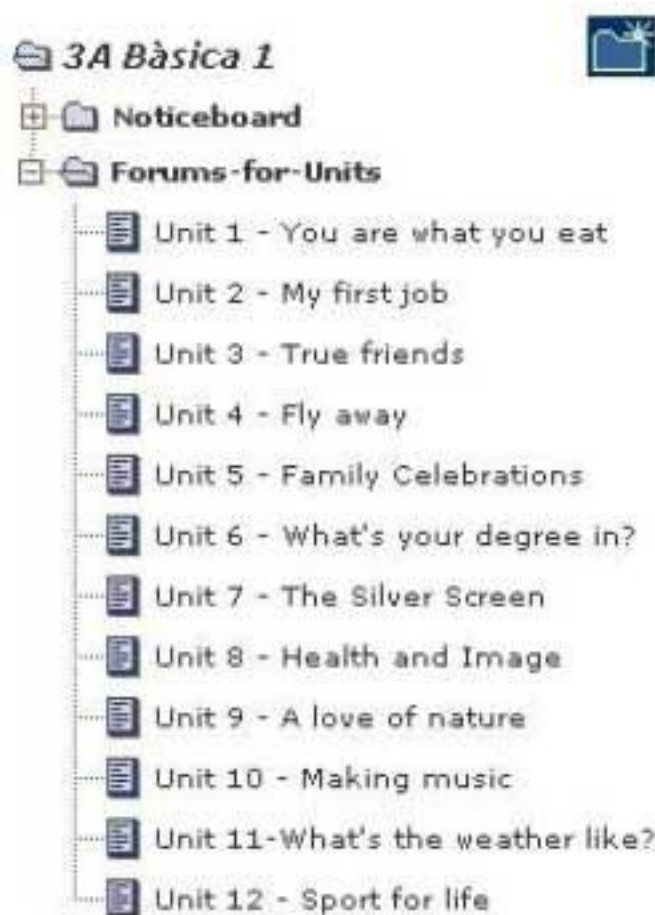 3A Bàsica 1
Noticeboard
Forums-for-Units
Unit 1 - You are what you eat
Unit 2 - My first job
Unit 3 - True friends
Unit 4 - Fly away
Unit 5 - Family Celebrations
Unit 6 - What's your degree in?
Unit 7 - The Silver Screen
Unit 8 - Health and Image
Unit 9 - A love of nature
Unit 10 - Making music
Unit 11-What's the weather like?
Unit 12 - Sport for life